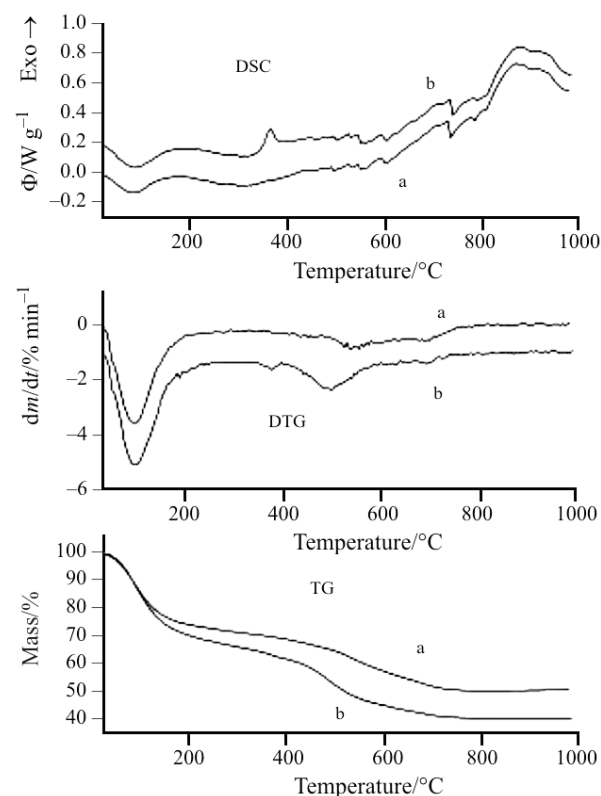 Φ/W g⁻¹ Exo →
1.0
0.8
0.6
0.4
0.2
0.0
−0.2
DSC
b
a
200 400 600 800 1000
Temperature/°C
dm/dt/% min⁻¹
0
−2
−4
−6
a
b
DTG
200 400 600 800 1000
Temperature/°C
Mass/%
100
90
80
70
60
50
40
TG
a
b
200 400 600 800 1000
Temperature/°C